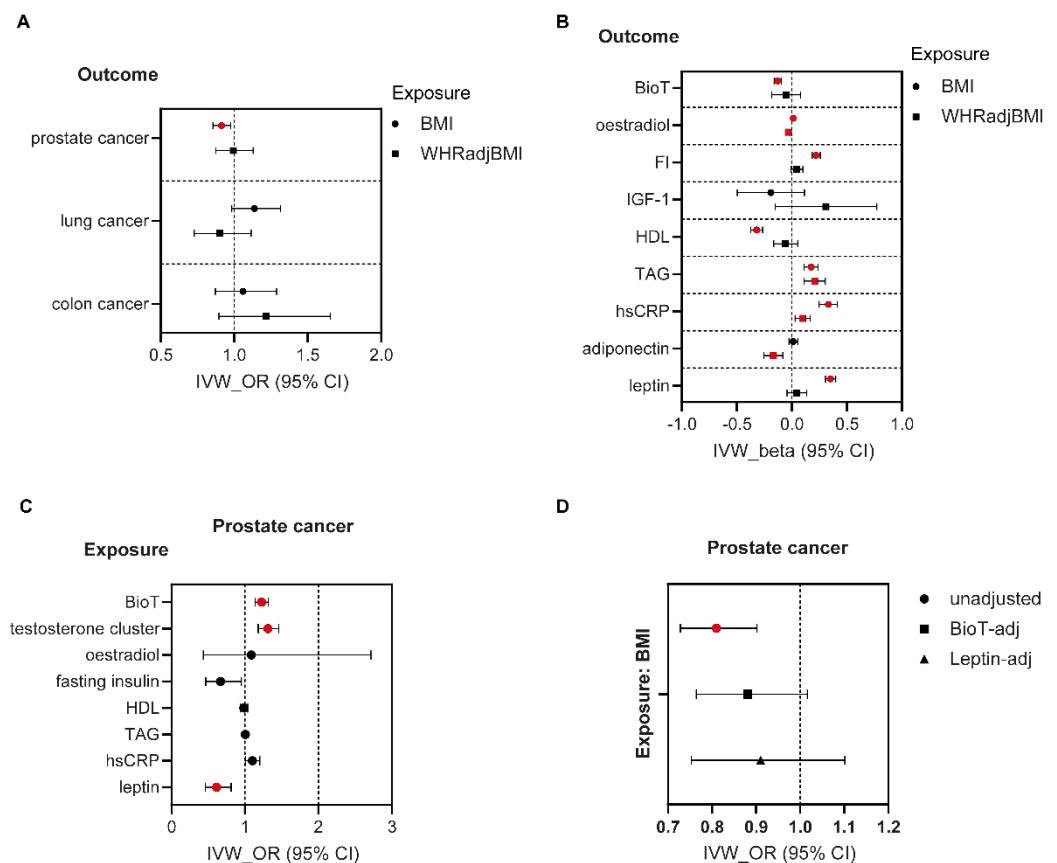 A
Outcome
prostate cancer
lung cancer
colon cancer
0.5 1.0 1.5 2.0
IVW_OR (95% CI)
Exposure
BMI
WHRadjBMI
B
Outcome
BioT
oestradiol
FI
IGF-1
HDL
TAG
hsCRP
adiponectin
leptin
-1.0 -0.5 0.0 0.5 1.0
IVW_beta (95% CI)
Exposure
BMI
WHRadjBMI
C
Prostate cancer
Exposure
BioT
testosterone cluster
oestradiol
fasting insulin
HDL
TAG
hsCRP
leptin
0 1 2 3
IVW_OR (95% CI)
D
Prostate cancer
Exposure: BMI
0.7 0.8 0.9 1.0 1.1 1.2
IVW_OR (95% CI)
unadjusted
BioT-adj
Leptin-adj